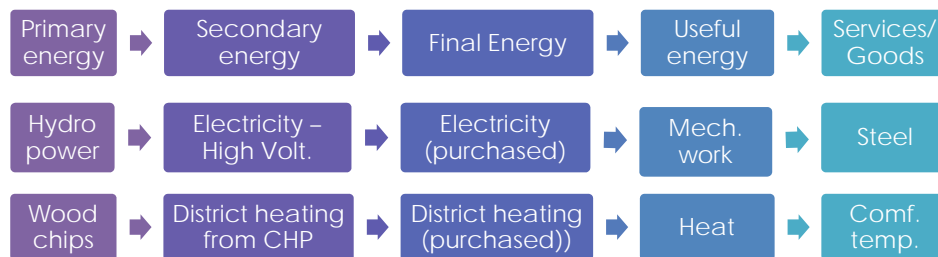 Primary
energy
Secondary
energy
Final Energy
Useful
energy
Services/
Goods
Hydro
power
Electricity –
High Volt.
Electricity
(purchased)
Mech.
work
Steel
Wood
chips
District heating
from CHP
District heating
(purchased))
Heat
Comf.
temp.